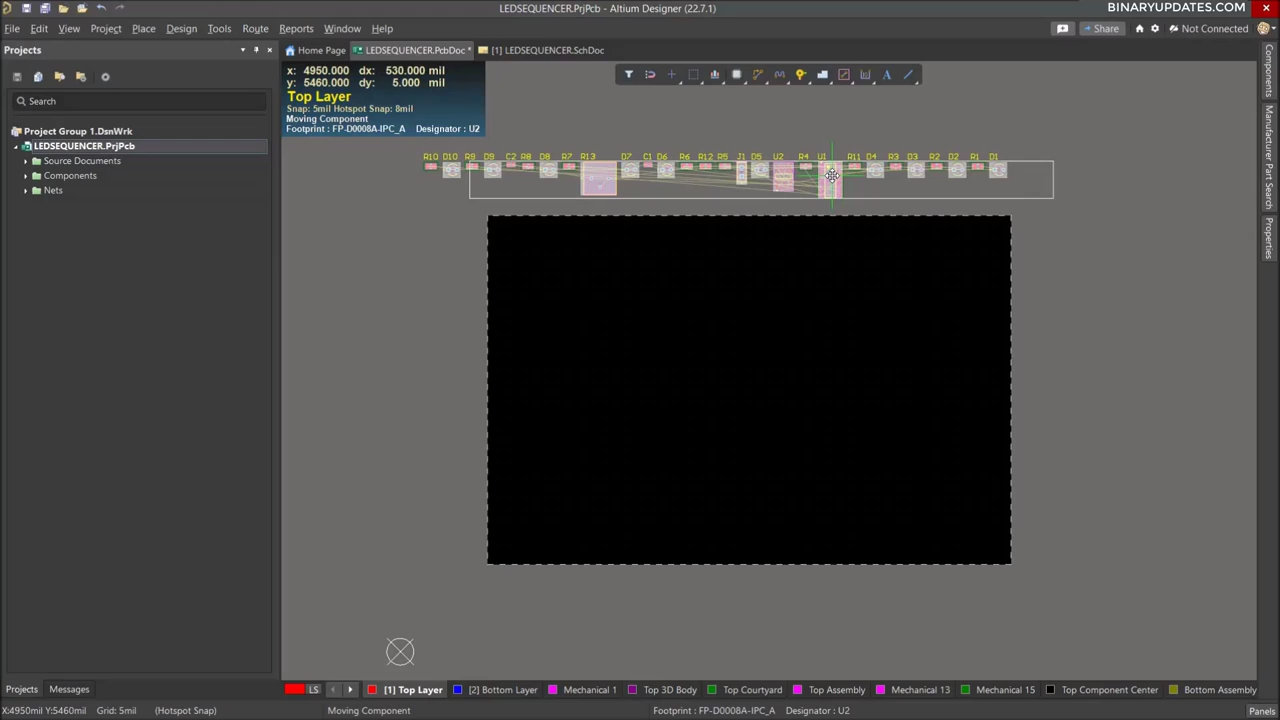 LEDSEQUENCER.PrjPcb - Altium Designer (22.7.1)
BINARYUPDATES.COM
File Edit View Project Place Design Tools Route Reports Window Help
Share
Not Connected
Projects
Home Page
LEDSEQUENCER.PcbDoc *
[1] LEDSEQUENCER.SchDoc
x: 4950.000 dx: 530.000 mil
y: 5460.000 dy: 5.000 mil
Top Layer
Snap: 5mil Hotspot Snap: 8mil
Moving Component
Footprint : FP-D0008A-IPC_A Designator : U2
Search
Project Group 1.DsnWrk
LEDSEQUENCER.PrjPcb
Source Documents
Components
Nets
R10 D10 R9 D9 C2 R8 D8 R7 R13 D7 C1 D6 R6 R12 R5 J1 D5 U2 R4 U1 R11 D4 R3 D3 R2 D2 R1 D1
Components
Manufacturer Part Search
Properties
Projects Messages
LS
[1] Top Layer
[2] Bottom Layer
Mechanical 1
Top 3D Body
Top Courtyard
Top Assembly
Mechanical 13
Mechanical 15
Top Component Center
Bottom Assembly
X:4950mil Y:5460mil Grid: 5mil (Hotspot Snap) Moving Component Footprint : FP-D0008A-IPC_A Designator : U2
Panels